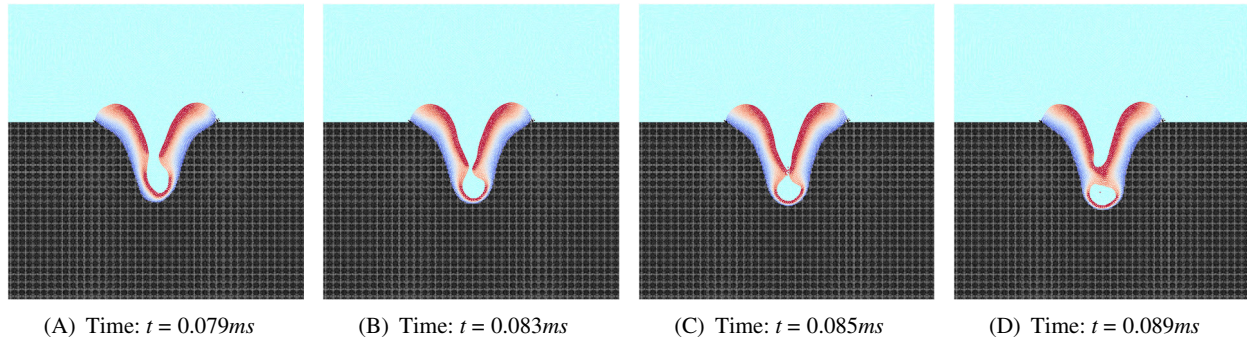 (A) Time: t = 0.079ms
(B) Time: t = 0.083ms
(C) Time: t = 0.085ms
(D) Time: t = 0.089ms